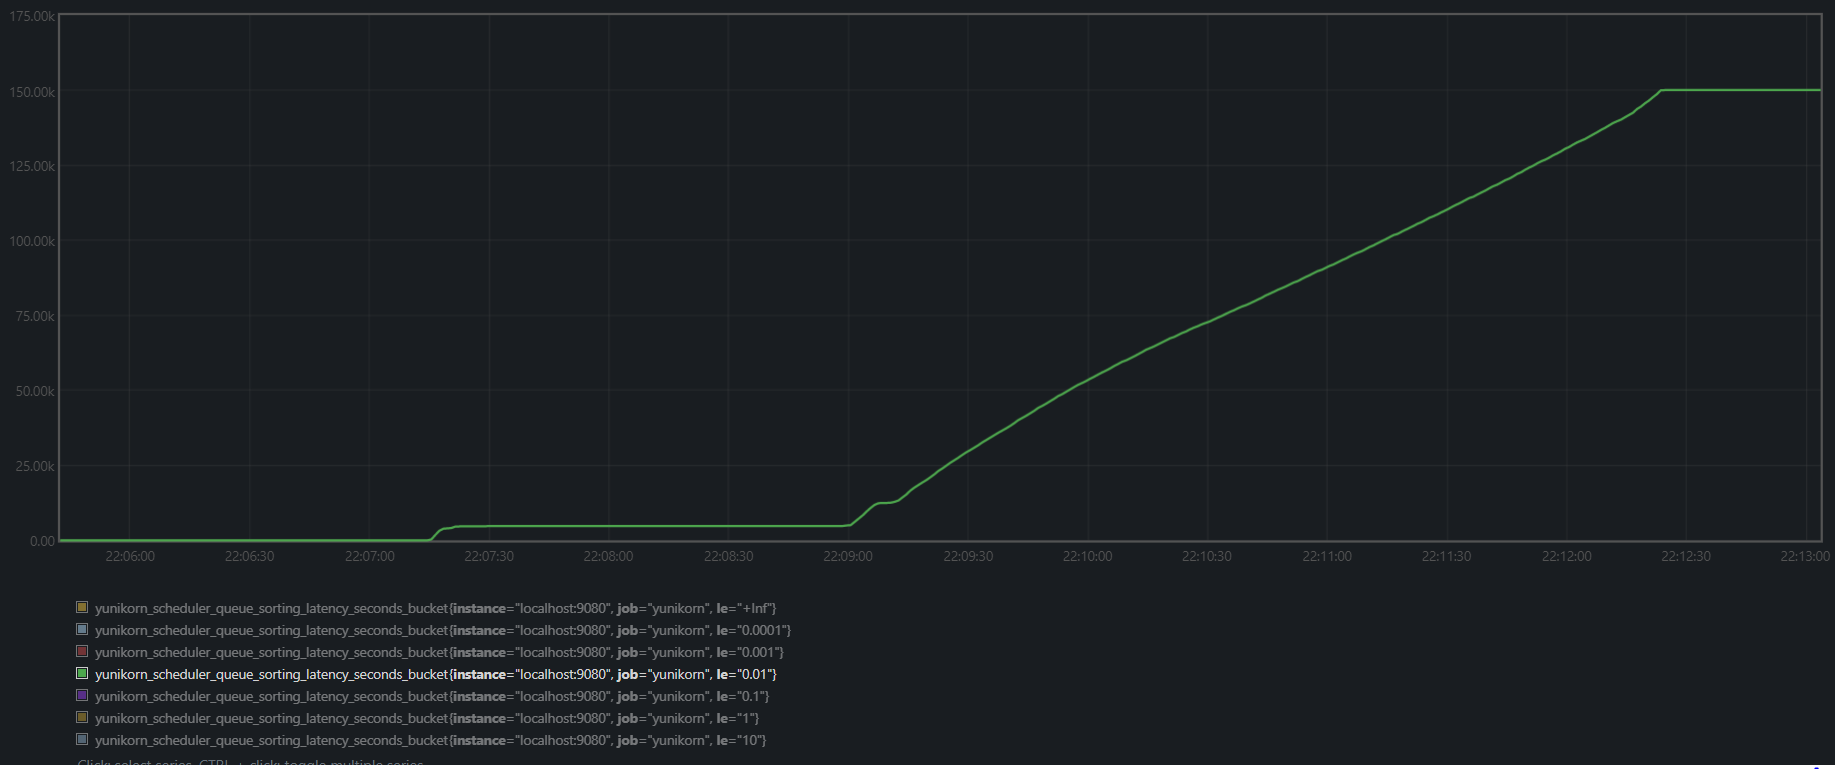 175.00k
150.00k
125.00k
100.00k
75.00k
50.00k
25.00k
0.00
22:06:00 22:06:30 22:07:00 22:07:30 22:08:00 22:08:30 22:09:00 22:09:30 22:10:00 22:10:30 22:11:00 22:11:30 22:12:00 22:12:30 22:13:00
yunikorn_scheduler_queue_sorting_latency_seconds_bucket{instance="localhost:9080", job="yunikorn", le="+Inf"}
yunikorn_scheduler_queue_sorting_latency_seconds_bucket{instance="localhost:9080", job="yunikorn", le="0.0001"}
yunikorn_scheduler_queue_sorting_latency_seconds_bucket{instance="localhost:9080", job="yunikorn", le="0.001"}
yunikorn_scheduler_queue_sorting_latency_seconds_bucket{instance="localhost:9080", job="yunikorn", le="0.01"}
yunikorn_scheduler_queue_sorting_latency_seconds_bucket{instance="localhost:9080", job="yunikorn", le="0.1"}
yunikorn_scheduler_queue_sorting_latency_seconds_bucket{instance="localhost:9080", job="yunikorn", le="1"}
yunikorn_scheduler_queue_sorting_latency_seconds_bucket{instance="localhost:9080", job="yunikorn", le="10"}
Click: select series, CTRL + click: toggle multiple series